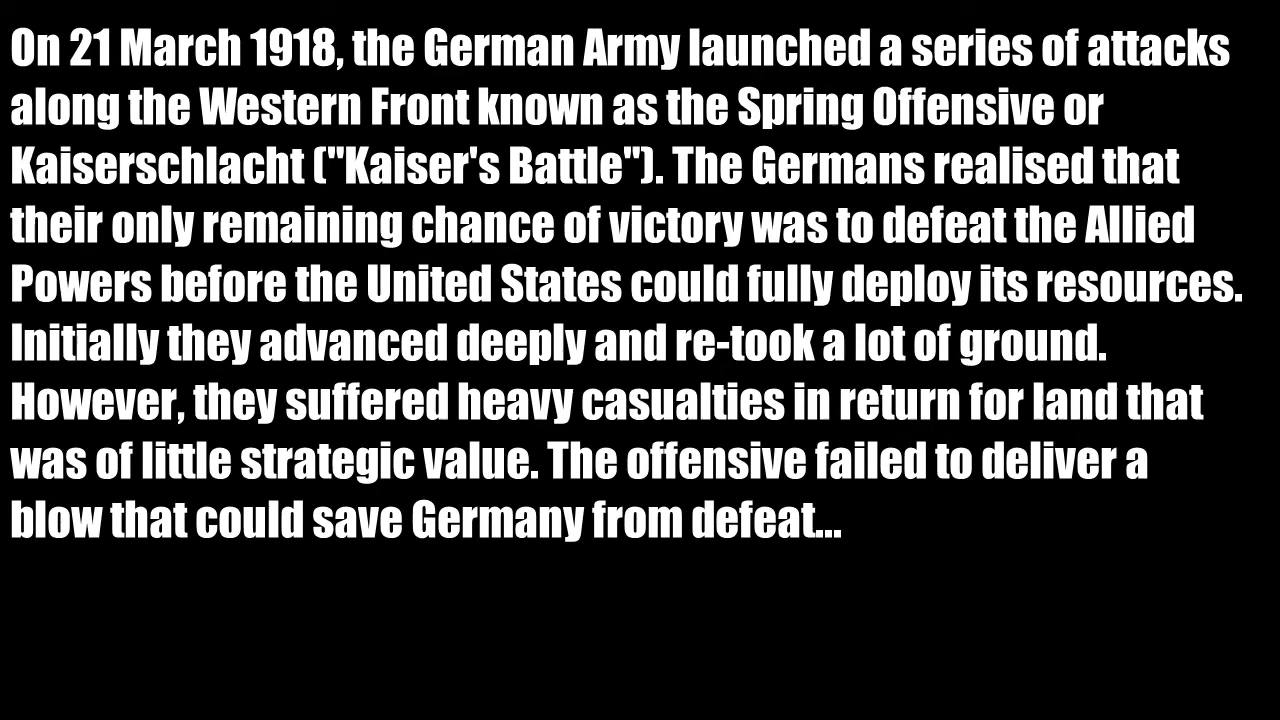 On 21 March 1918, the German Army launched a series of attacks
along the Western Front known as the Spring Offensive or
Kaiserschlacht ("Kaiser's Battle"). The Germans realised that
their only remaining chance of victory was to defeat the Allied
Powers before the United States could fully deploy its resources.
Initially they advanced deeply and re-took a lot of ground.
However, they suffered heavy casualties in return for land that
was of little strategic value. The offensive failed to deliver a
blow that could save Germany from defeat...